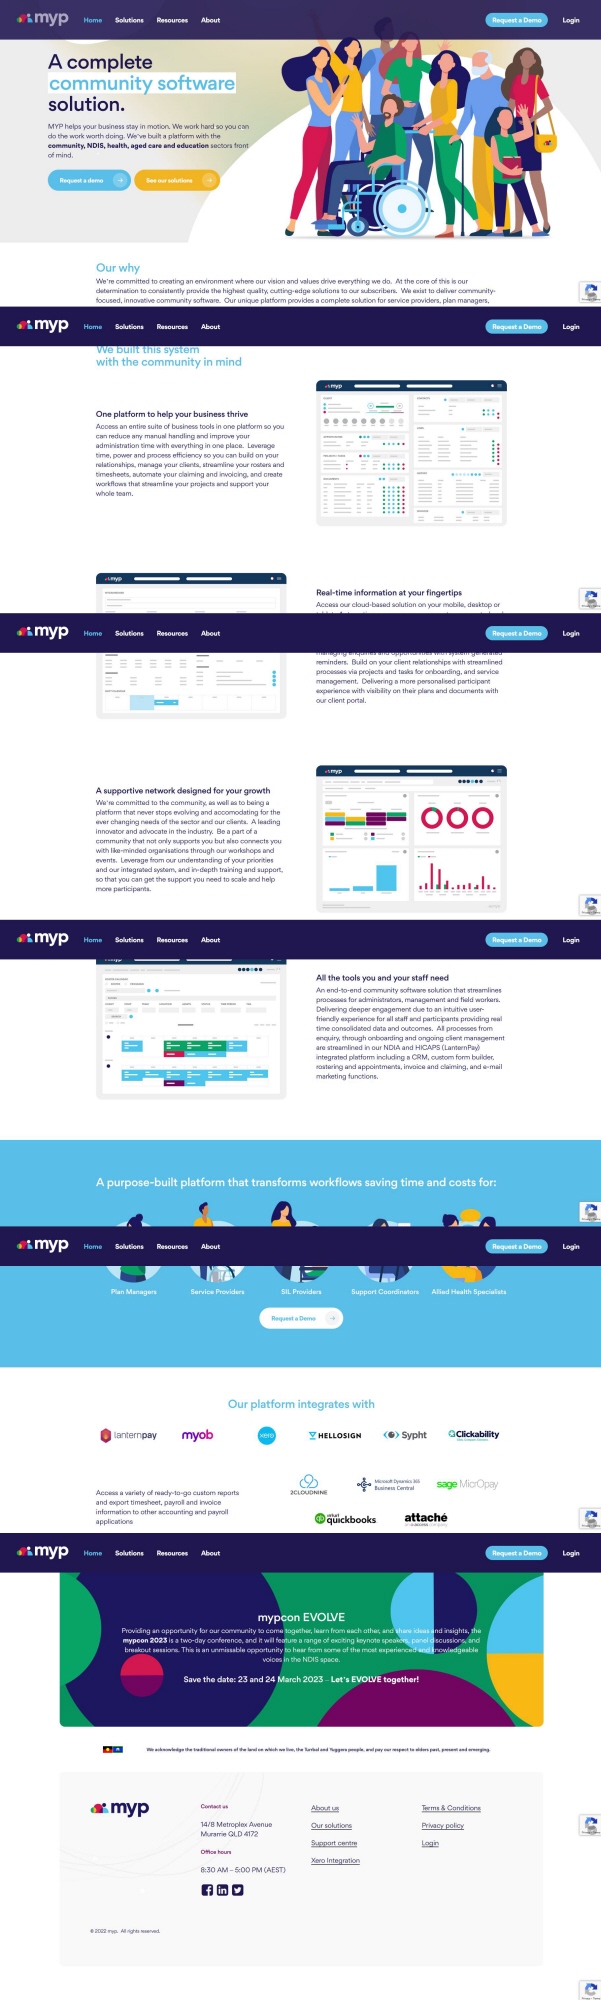 myp Home Solutions Resources About Request a Demo Login
A complete
community software
solution.
MYP helps your business stay in motion. We work hard so you can
do the work worth doing. We've built a platform with the
community, NDIS, health, aged care and education sectors front
of mind.
Request a demo See our solutions
Our why
We're committed to creating an environment where our vision and values drive everything we do. At the core of this is our
determination to consistently provide the highest quality, cutting-edge solutions to our subscribers. We exist to deliver community-
focused, innovative community software. Our unique platform provides a complete solution for service providers, plan managers,
myp Home Solutions Resources About Request a Demo Login
We built this system
with the community in mind
One platform to help your business thrive
Access an entire suite of business tools in one platform so you
can reduce any manual handling and improve your
administration time with everything in one place. Leverage
time, power and process efficiency so you can build on your
relationships, manage your clients, streamline your rosters and
timesheets, automate your claiming and invoicing, and create
workflows that streamline your projects and support your
whole team.
myp
myp
Real-time information at your fingertips
Access our cloud-based solution on your mobile, desktop or
myp Home Solutions Resources About Request a Demo Login
managing enquiries and opportunities with system generated
reminders. Build on your client relationships with streamlined
processes via projects and tasks for onboarding, and service
management. Delivering a more personalised participant
experience with visibility on their plans and documents with
our client portal.
A supportive network designed for your growth
We're committed to the community, as well as to being a
platform that never stops evolving and accomodating for the
ever changing needs of the sector and our clients. A leading
innovator and advocate in the industry. Be a part of a
community that not only supports you but also connects you
with like-minded organisations through our workshops and
events. Leverage from our understanding of your priorities
and our integrated system, and in-depth training and support,
so that you can get the support you need to scale and help
more participants.
myp
myp Home Solutions Resources About Request a Demo Login
All the tools you and your staff need
An end-to-end community software solution that streamlines
processes for administrators, management and field workers.
Delivering deeper engagement due to an intuitive user-
friendly experience for all staff and participants providing real
time consolidated data and outcomes. All processes from
enquiry, through onboarding and ongoing client management
are streamlined in our NDIA and HICAPS (LanternPay)
integrated platform including a CRM, custom form builder,
rostering and appointments, invoice and claiming, and e-mail
marketing functions.
A purpose-built platform that transforms workflows saving time and costs for:
myp Home Solutions Resources About Request a Demo Login
Plan Managers Service Providers SIL Providers Support Coordinators Allied Health Specialists
Request a Demo
Our platform integrates with
lanternpay myob xero HELLOSIGN Sypht Clickability
Access a variety of ready-to-go custom reports
and export timesheet, payroll and invoice
information to other accounting and payroll
applications
2CLOUDNINE Microsoft Dynamics 365
Business Central sage MicrOpay
intuit quickbooks attaché
myp Home Solutions Resources About Request a Demo Login
mypcon EVOLVE
Providing an opportunity for our community to come together, learn from each other, and share ideas and insights, the
mypcon 2023 is a two-day conference, and it will feature a range of exciting keynote speakers, panel discussions, and
breakout sessions. This is an unmissable opportunity to hear from some of the most experienced and knowledgeable
voices in the NDIS space.
Save the date: 23 and 24 March 2023 – Let's EVOLVE together!
We acknowledge the traditional owners of the land on which we live, the Turrbal and Yuggera people, and pay our respect to elders past, present and emerging.
myp
Contact us
14/8 Metroplex Avenue
Murarrie QLD 4172
Office hours
8:30 AM – 5:00 PM (AEST)
About us
Our solutions
Support centre
Xero Integration
Terms & Conditions
Privacy policy
Login
© 2022 myp. All rights reserved.